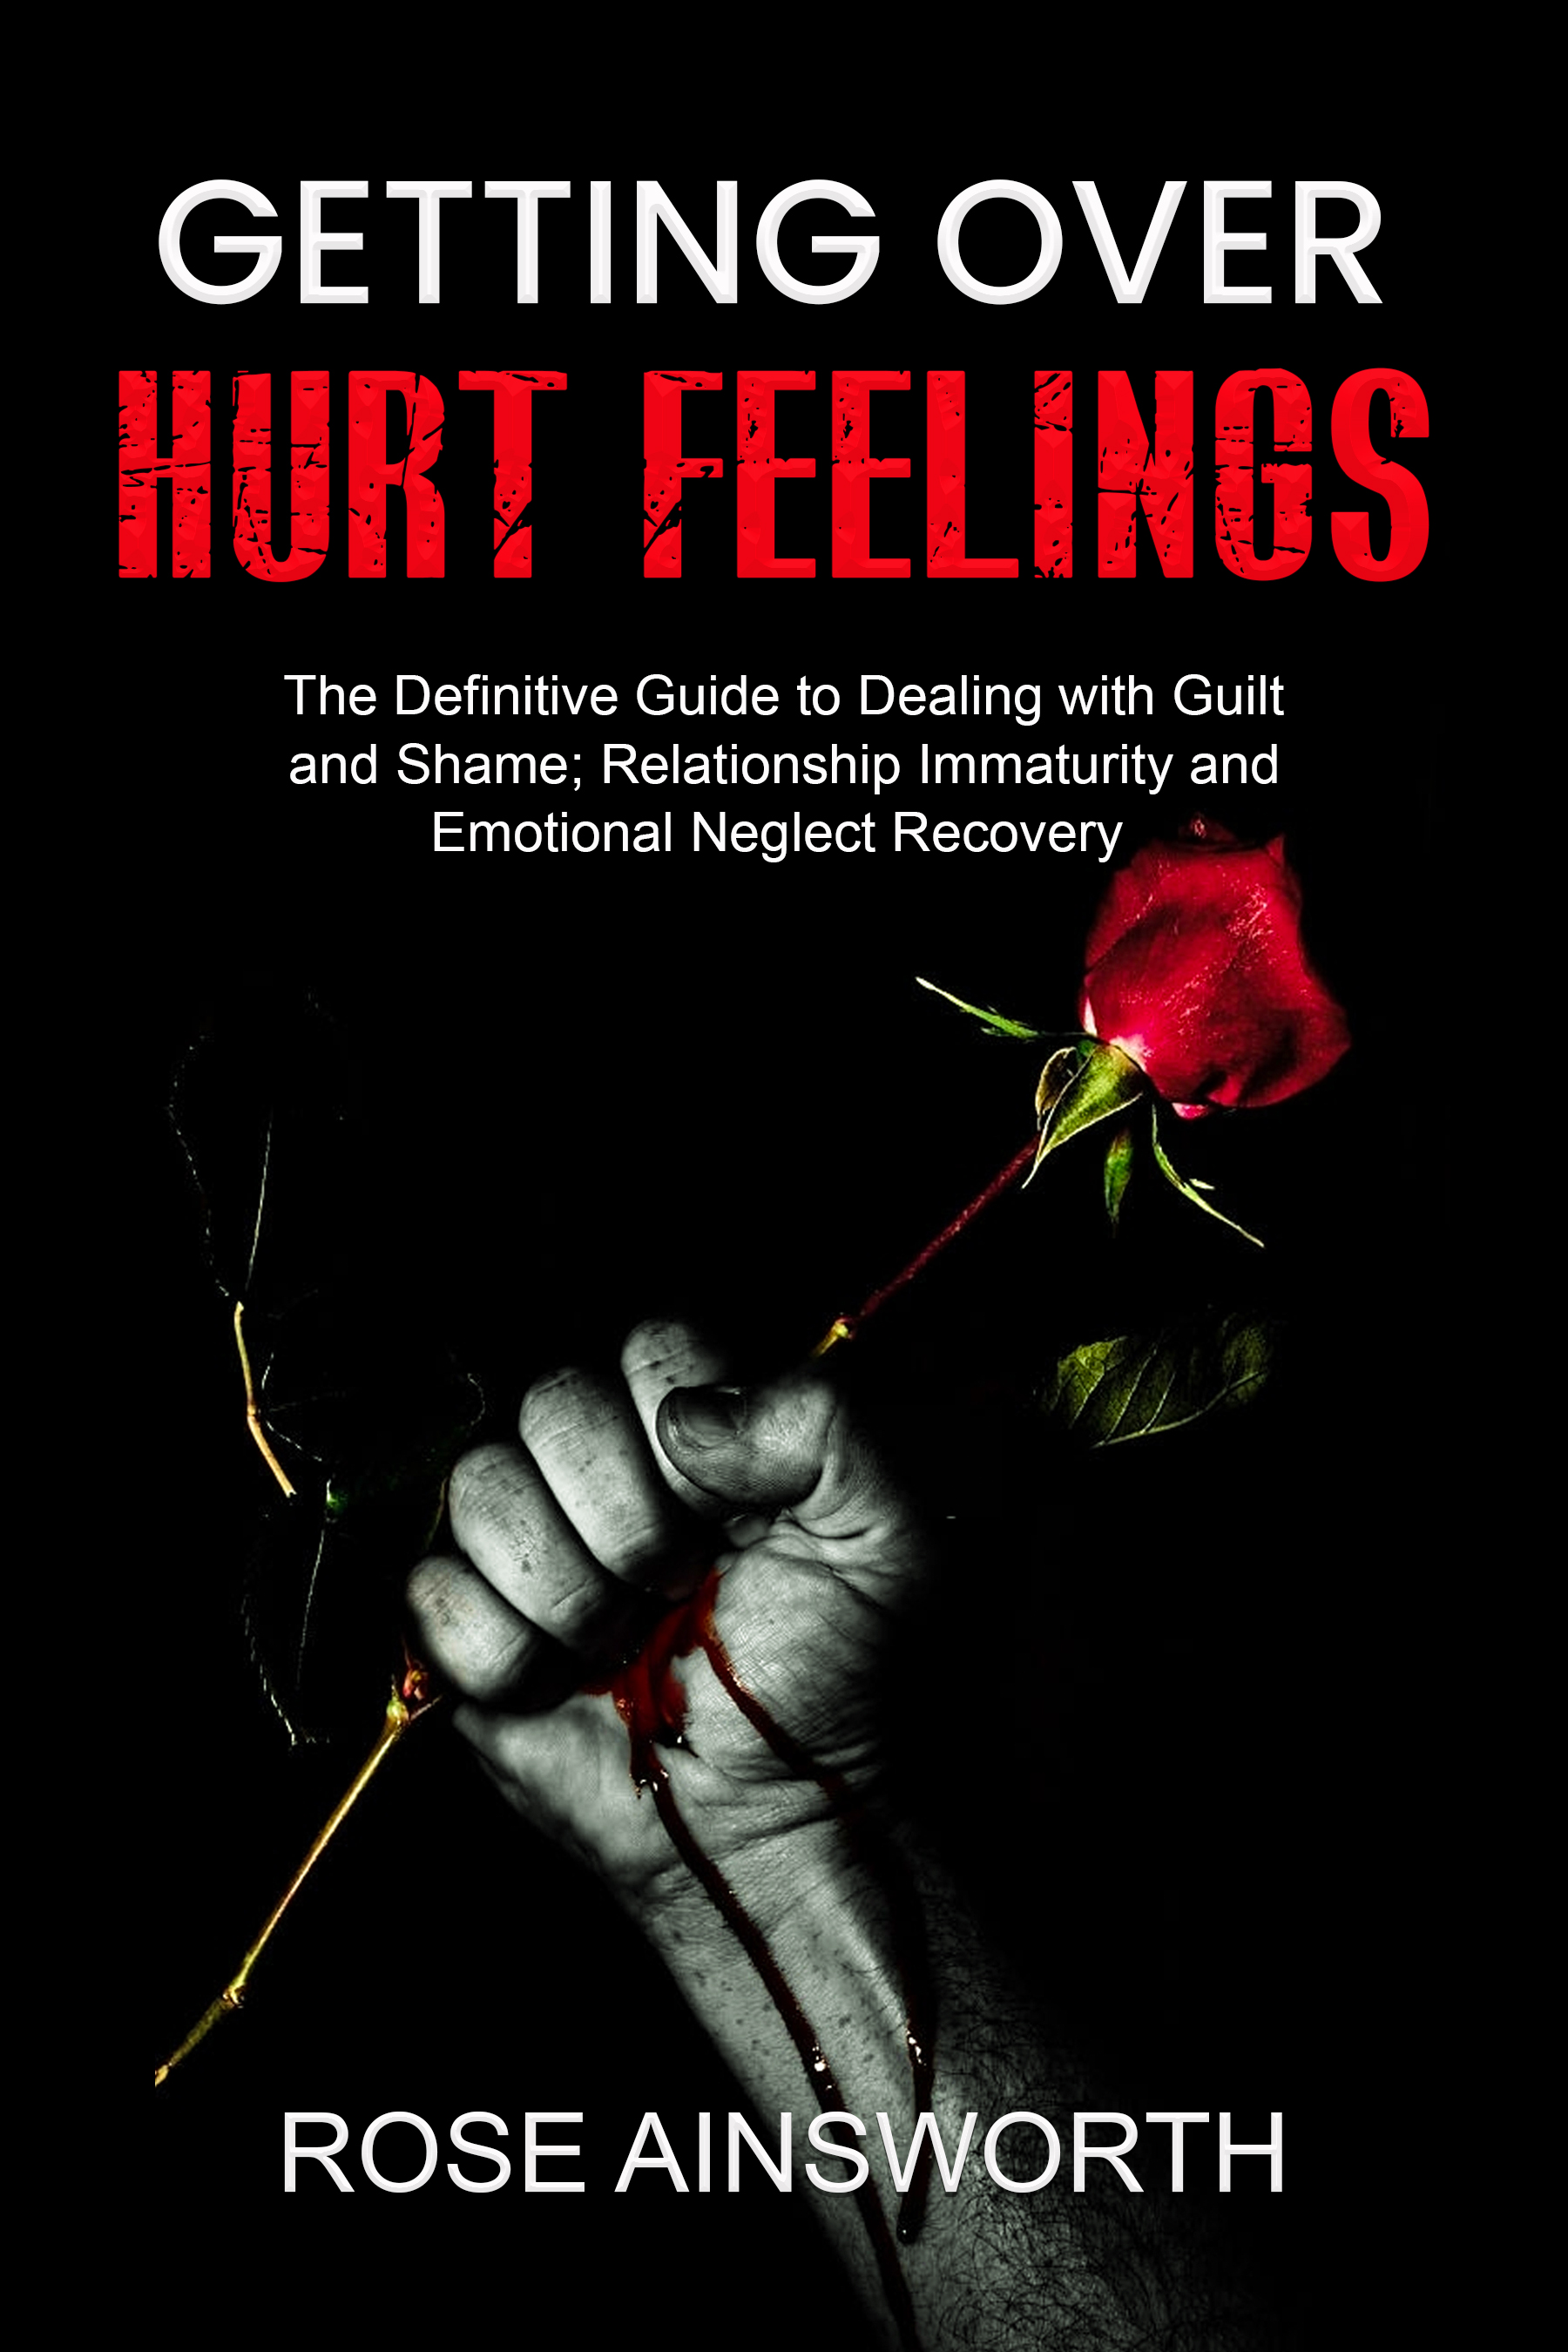 GETTING OVER
HURT FEELINGS
The Definitive Guide to Dealing with Guilt
and Shame; Relationship Immaturity and
Emotional Neglect Recovery
ROSE AINSWORTH